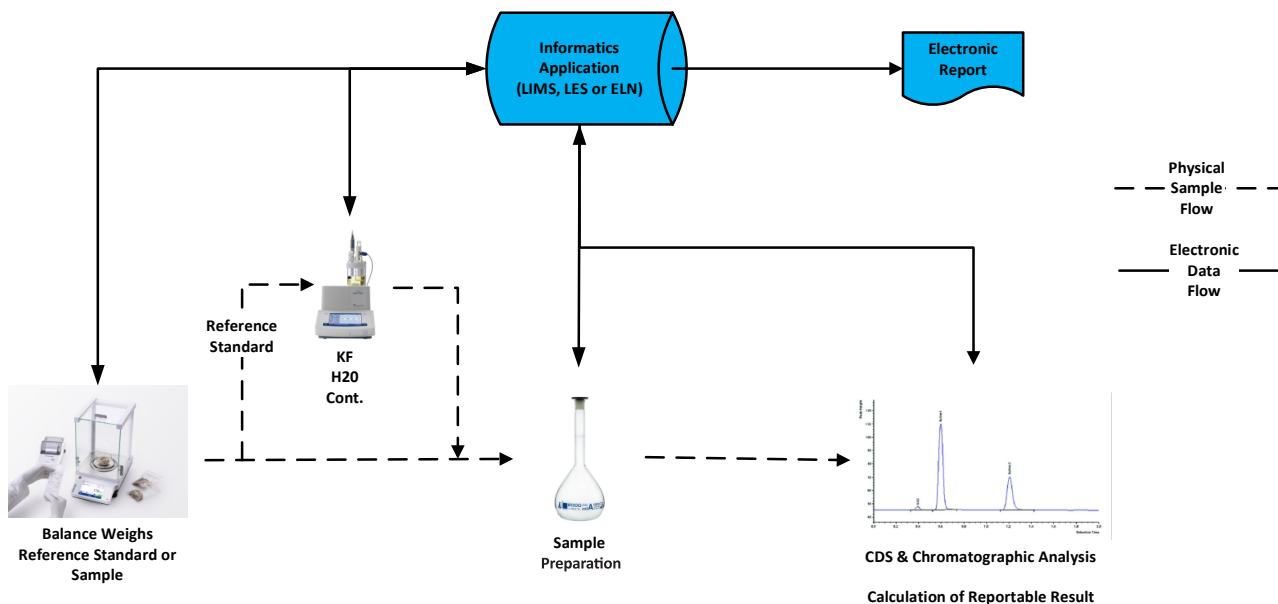 Informatics
Application
(LIMS, LES or ELN)
Electronic
Report
Physical
Sample
Flow
Electronic
Data
Flow
Reference
Standard
KF
H20
Cont.
Balance Weighs
Reference Standard or
Sample
Sample
Preparation
CDS & Chromatographic Analysis
Calculation of Reportable Result